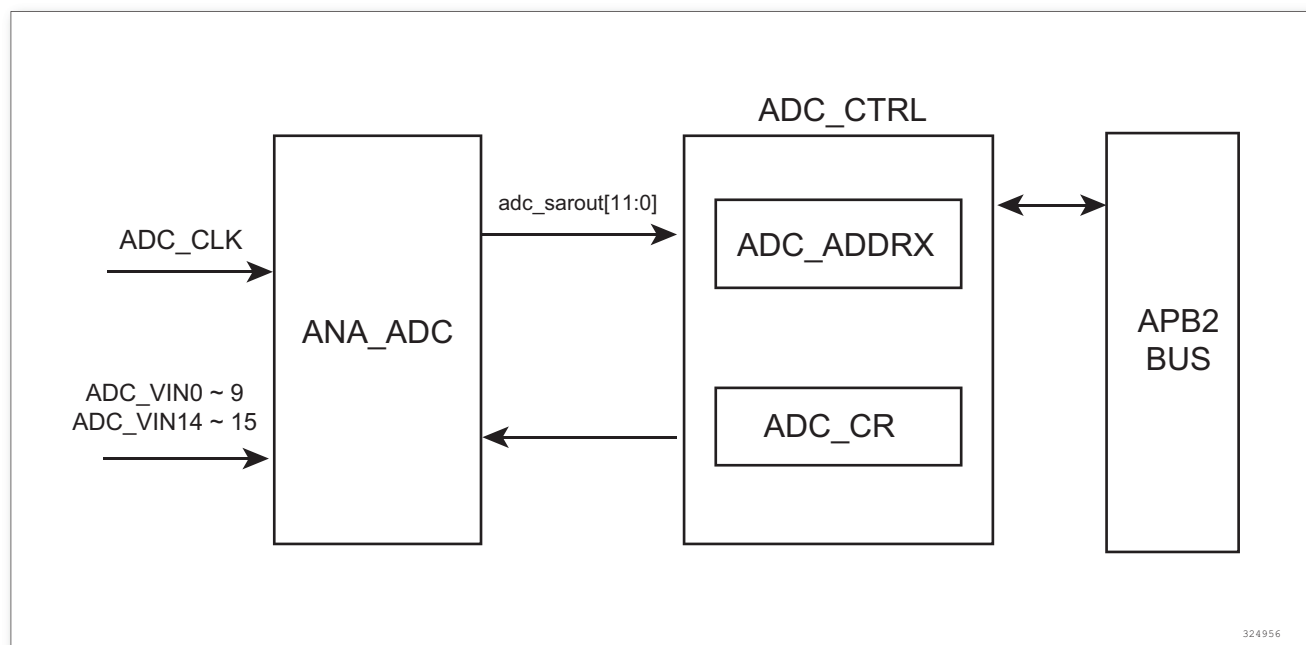 ADC_CTRL
adc_sarout[11:0]
ADC_CLK
ADC_ADDRX
ANA_ADC
APB2
BUS
ADC_VIN0 ~ 9
ADC_VIN14 ~ 15
ADC_CR
324956